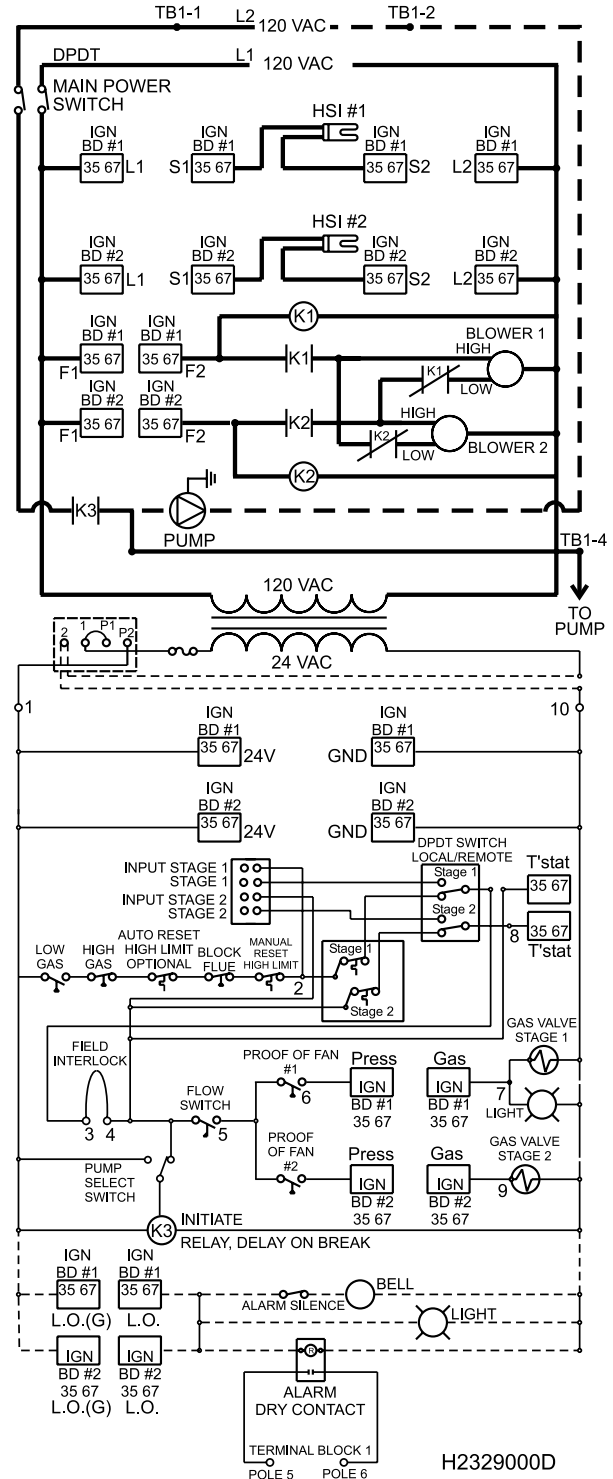 TB1-1 L2 120 VAC TB1-2
DPDT L1 120 VAC
MAIN POWER
SWITCH
HSI #1
IGN IGN IGN IGN
BD #1 BD #1 BD #1 BD #1
35 67 L1 S1 35 67 35 67 S2 L2 35 67
HSI #2
IGN IGN IGN IGN
BD #2 BD #2 BD #2 BD #2
35 67 L1 S1 35 67 35 67 S2 L2 35 67
K1
IGN IGN
BD #1 BD #1
BLOWER 1
F1 35 67 35 67 F2 K1 HIGH
K1 LOW
IGN IGN
BD #2 BD #2
F1 35 67 35 67 F2 K2 HIGH
K2 LOW BLOWER 2
K2
K3
PUMP
TB1-4
120 VAC
TO
PUMP
2 1 P1 P2
24 VAC
1 10
IGN IGN
BD #1 BD #1
35 67 24V GND 35 67
IGN IGN
BD #2 BD #2
35 67 24V GND 35 67
DPDT SWITCH
LOCAL/REMOTE
INPUT STAGE 1
STAGE 1
INPUT STAGE 2
STAGE 2
Stage 1
Stage 2
T'stat
35 67
35 67
8 T'stat
LOW
GAS
HIGH
GAS
AUTO RESET
HIGH LIMIT
OPTIONAL
BLOCK
FLUE
MANUAL
RESET
HIGH LIMIT
2
Stage 1
Stage 2
FIELD
INTERLOCK
3 4
FLOW
SWITCH
5
PROOF OF FAN
#1
6
Press
IGN
BD #1
35 67
Gas
IGN
BD #1
35 67
GAS VALVE
STAGE 1
7
LIGHT
PROOF
OF FAN
#2
Press
IGN
BD #2
35 67
Gas
IGN
BD #2
35 67
GAS VALVE
STAGE 2
9
PUMP
SELECT
SWITCH
K3 INITIATE
RELAY, DELAY ON BREAK
IGN IGN
BD #1 BD #1
35 67 35 67
L.O.(G) L.O.
ALARM SILENCE
BELL
LIGHT
IGN IGN
BD #2 BD #2
35 67 35 67
L.O.(G) L.O.
R
ALARM
DRY CONTACT
TERMINAL BLOCK 1
POLE 5 POLE 6
H2329000D